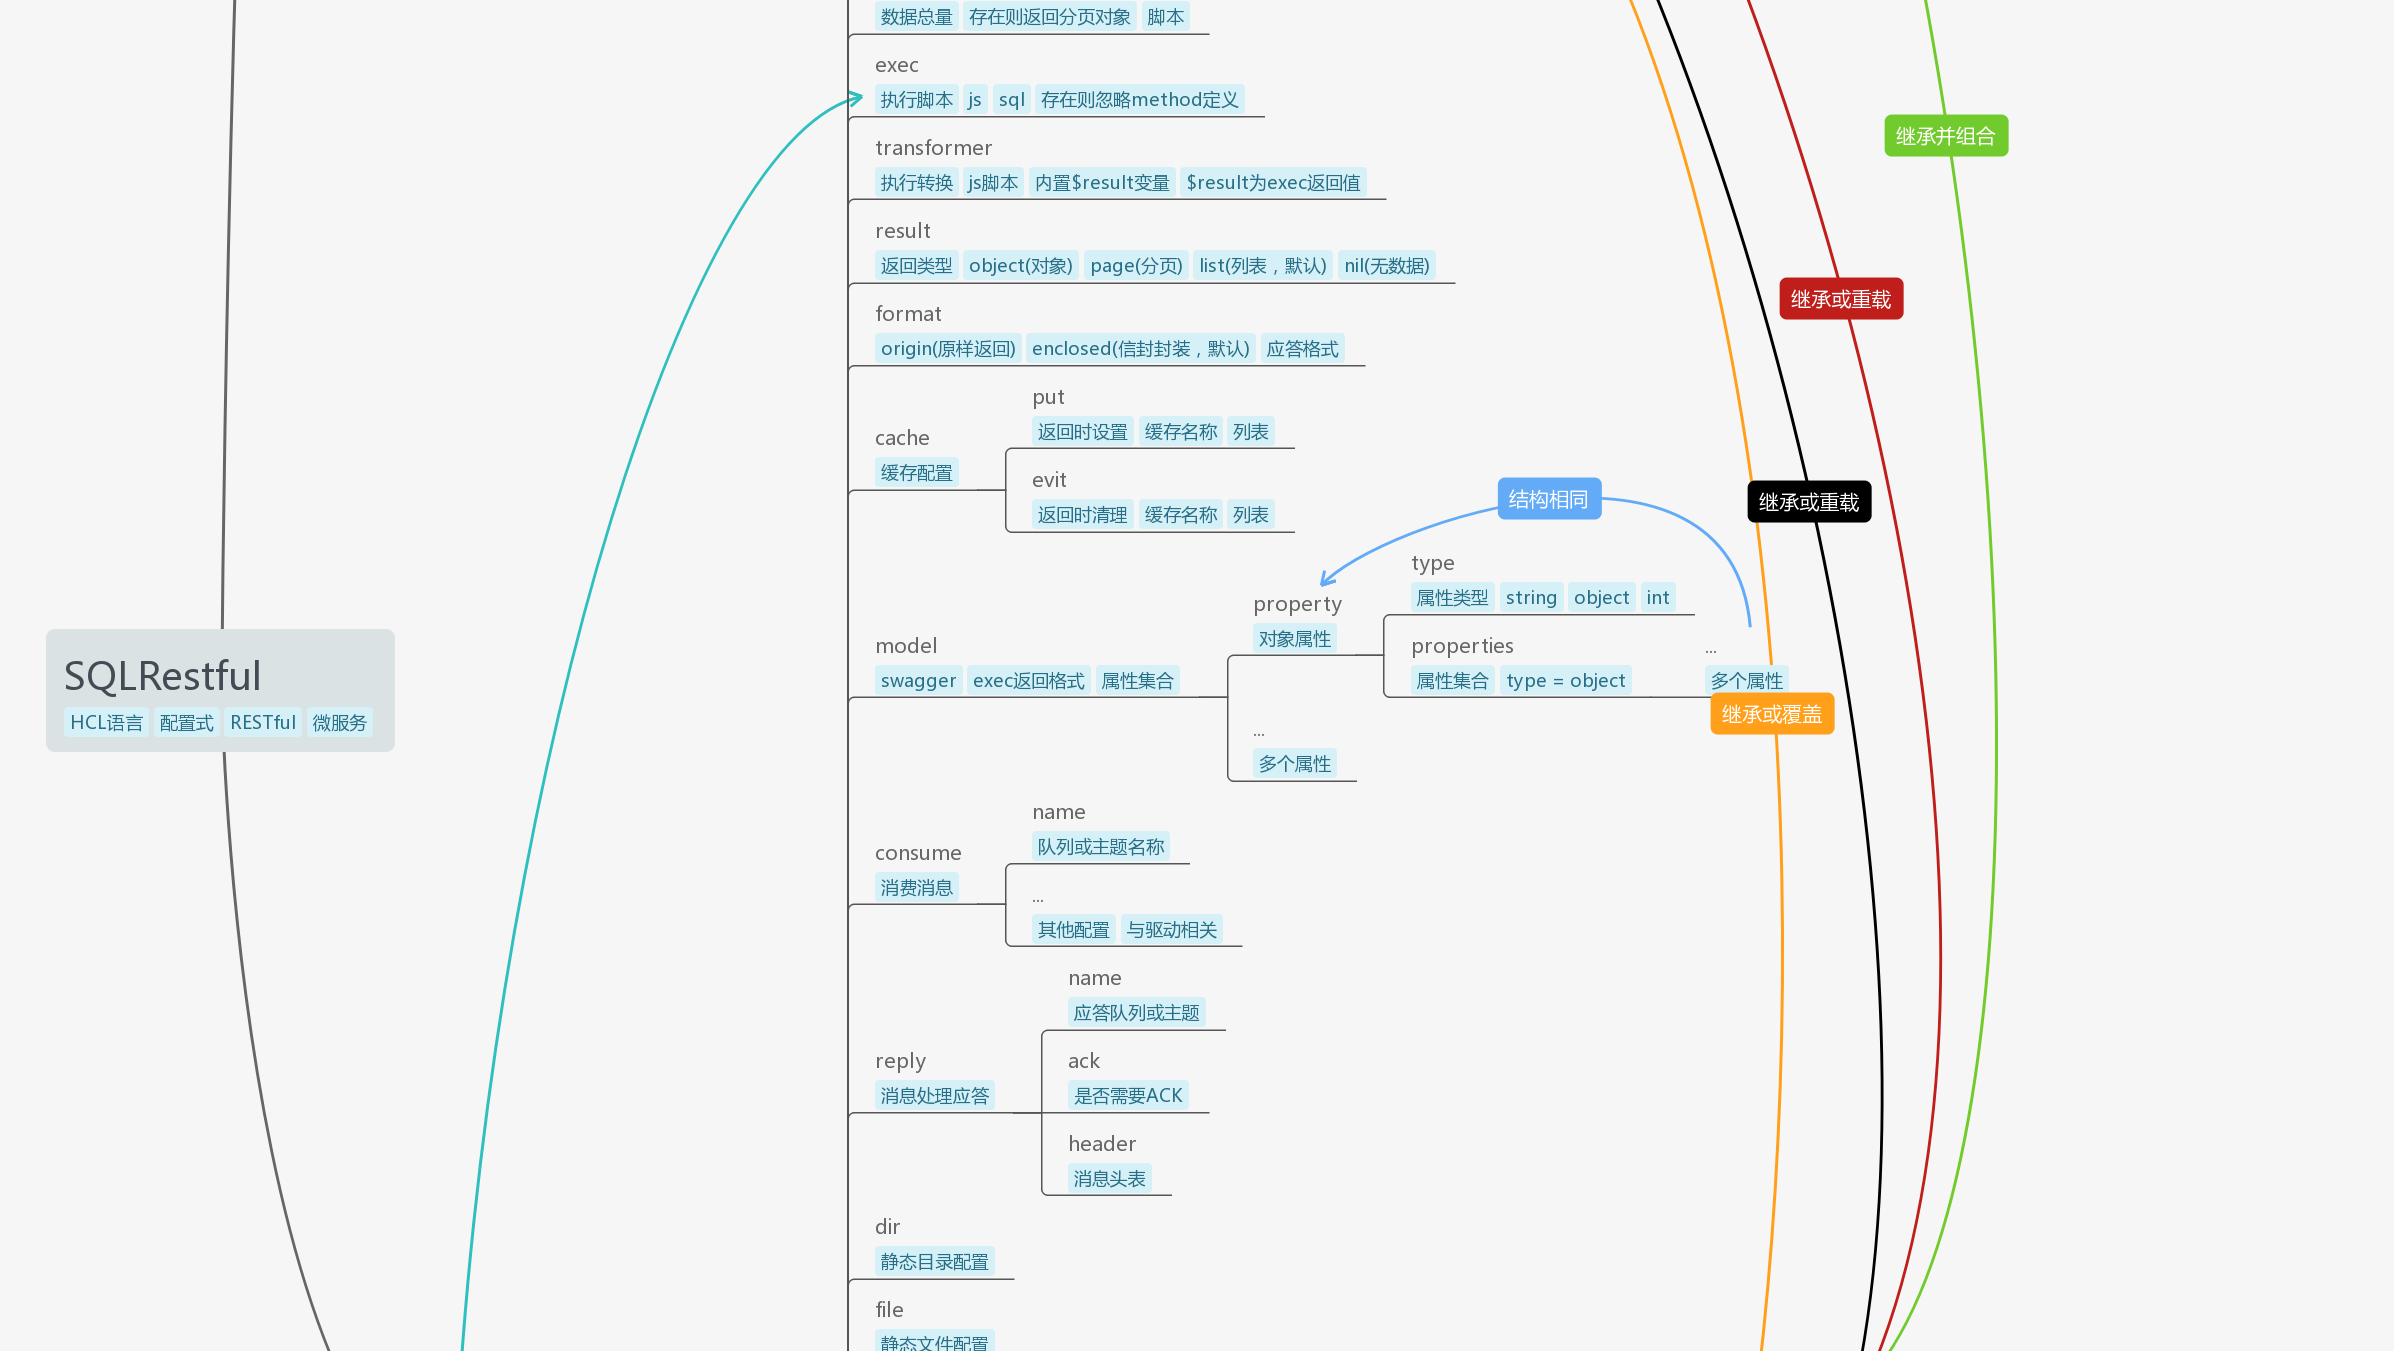 数据总量 存在则返回分页对象 脚本
exec
执行脚本 js sql 存在则忽略method定义
继承并组合
transformer
执行转换 js脚本 内置$result变量 $result为exec返回值
result
返回类型 object(对象) page(分页) list(列表，默认) nil(无数据)
继承或重载
format
origin(原样返回) enclosed(信封封装，默认) 应答格式
cache
缓存配置
put
返回时设置 缓存名称 列表
evit
返回时清理 缓存名称 列表
结构相同
继承或重载
model
swagger exec返回格式 属性集合
property
对象属性
type
属性类型 string object int
properties
属性集合 type = object
...
多个属性
继承或覆盖
...
多个属性
SQLRestful
HCL语言 配置式 RESTful 微服务
consume
消费消息
name
队列或主题名称
...
其他配置 与驱动相关
reply
消息处理应答
name
应答队列或主题
ack
是否需要ACK
header
消息头表
dir
静态目录配置
file
静态文件配置